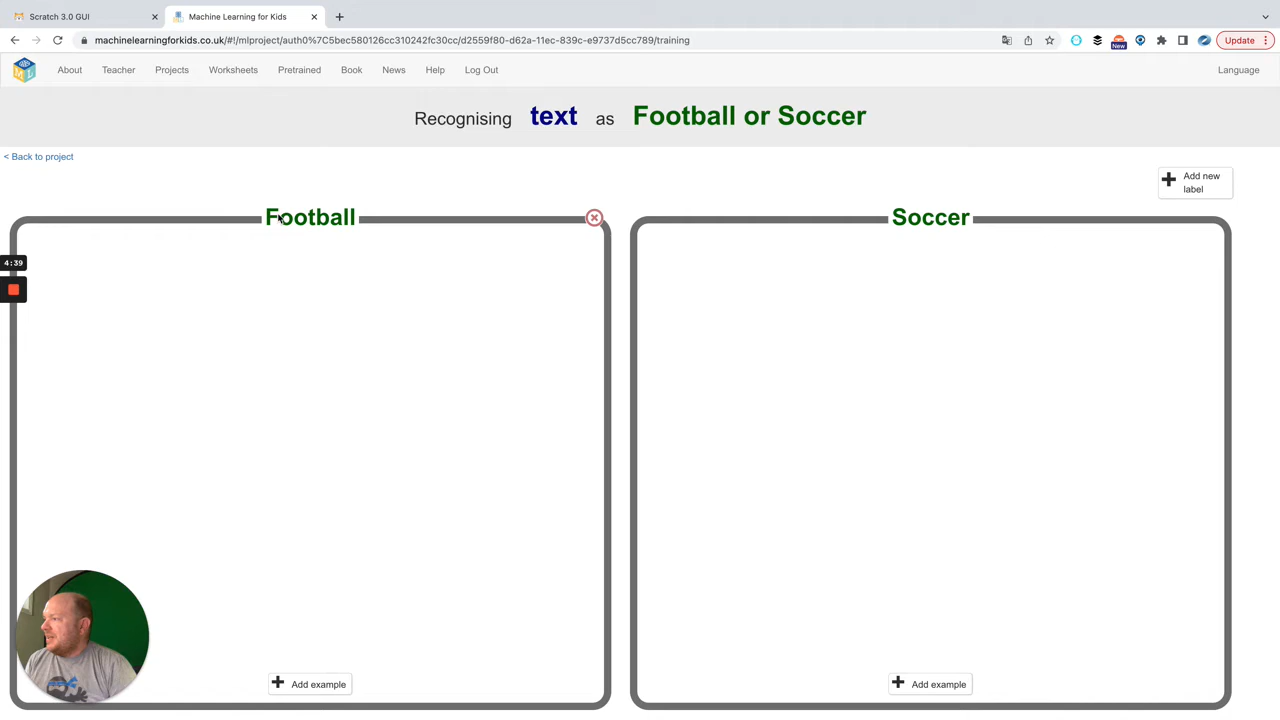 Scratch 3.0 GUI
Machine Learning for Kids
machinelearningforkids.co.uk/#!/mlproject/auth0%7C5bec580126cc310242fc30cc/d2559f80-d62a-11ec-839c-e9737d5cc789/training
New
Update
ML
About Teacher Projects Worksheets Pretrained Book News Help Log Out Language
Recognising text as Football or Soccer
< Back to project
Add new
label
Football
Soccer
4:39
Add example
Add example